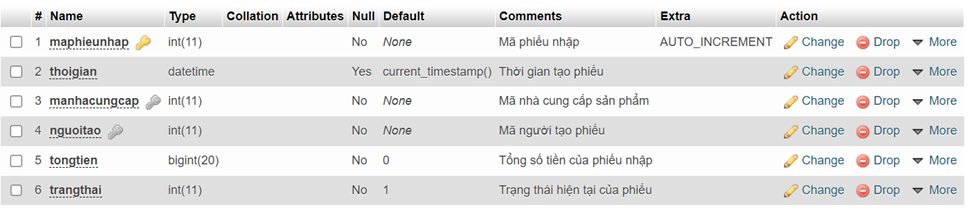 # Name Type Collation Attributes Null Default Comments Extra Action
1 maphieunhap int(11) No None Mã phiếu nhập AUTO_INCREMENT Change Drop More
2 thoigian datetime Yes current_timestamp() Thời gian tạo phiếu Change Drop More
3 manhacungcap int(11) No None Mã nhà cung cấp sản phẩm Change Drop More
4 nguoitao int(11) No None Mã người tạo phiếu Change Drop More
5 tongtien bigint(20) No 0 Tổng số tiền của phiếu nhập Change Drop More
6 trangthai int(11) No 1 Trạng thái hiện tại của phiếu Change Drop More